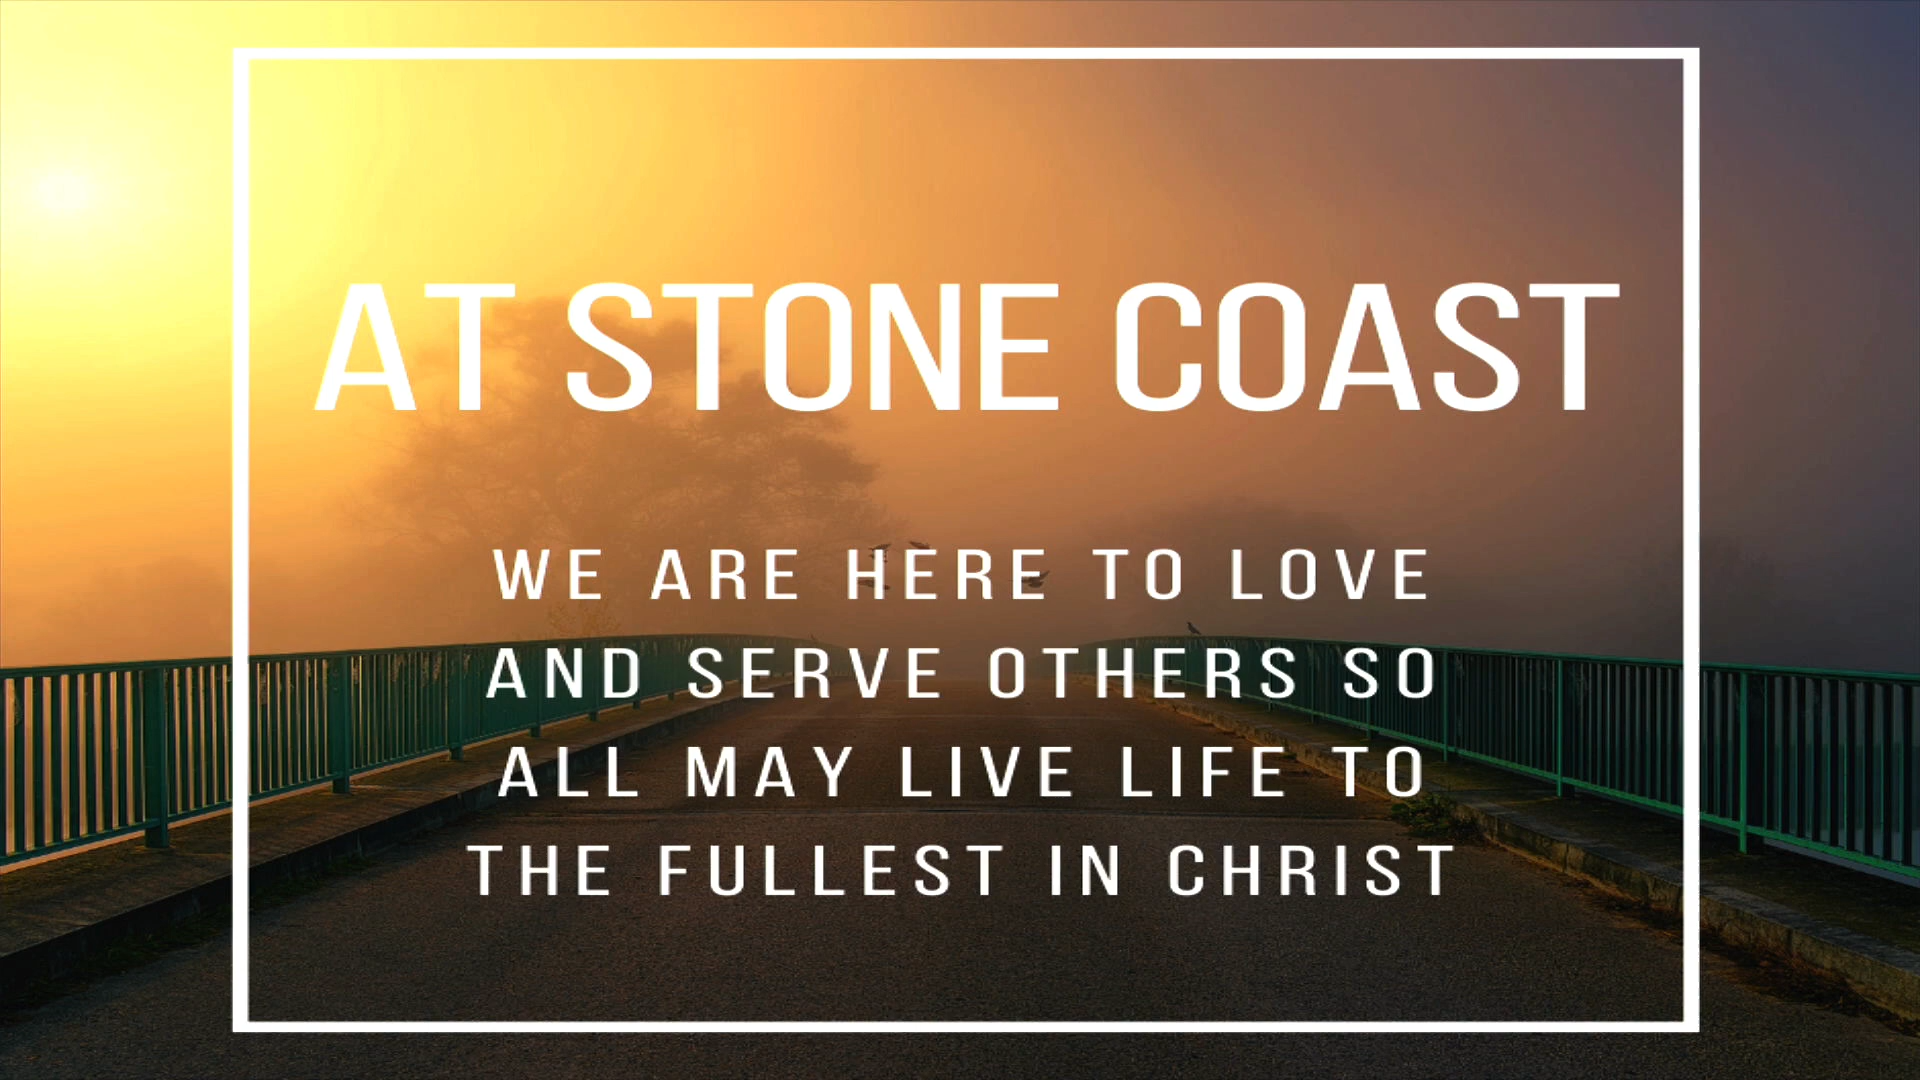 AT STONE COAST
WE ARE HERE TO LOVE
AND SERVE OTHERS SO
ALL MAY LIVE LIFE TO
THE FULLEST IN CHRIST